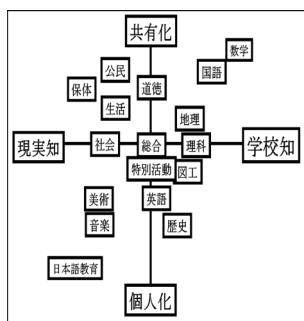 共有化
数学
公民
国語
保体
道徳
生活
地理
現実知
社会
総合
理科
学校知
特別活動
図工
美術
英語
音楽
歴史
日本語教育
個人化